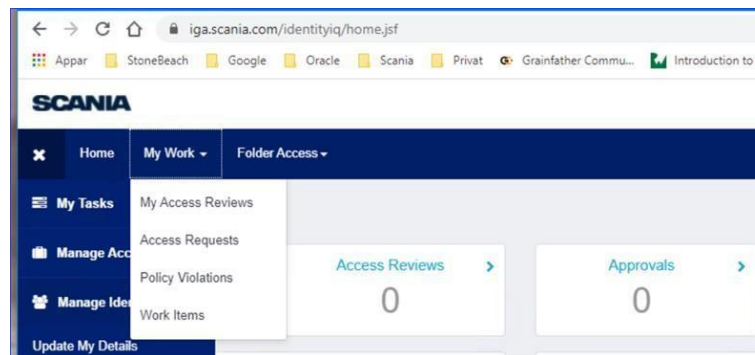 iga.scania.com/identityiq/home.jsf
Appar StoneBeach Google Oracle Scania Privat Grainfather Commu... Introduction to
SCANIA
Home My Work Folder Access
My Tasks
My Access Reviews
Manage Acc
Access Requests
Access Reviews
Approvals
Policy Violations
0
0
Manage Ide
Work Items
Update My Details